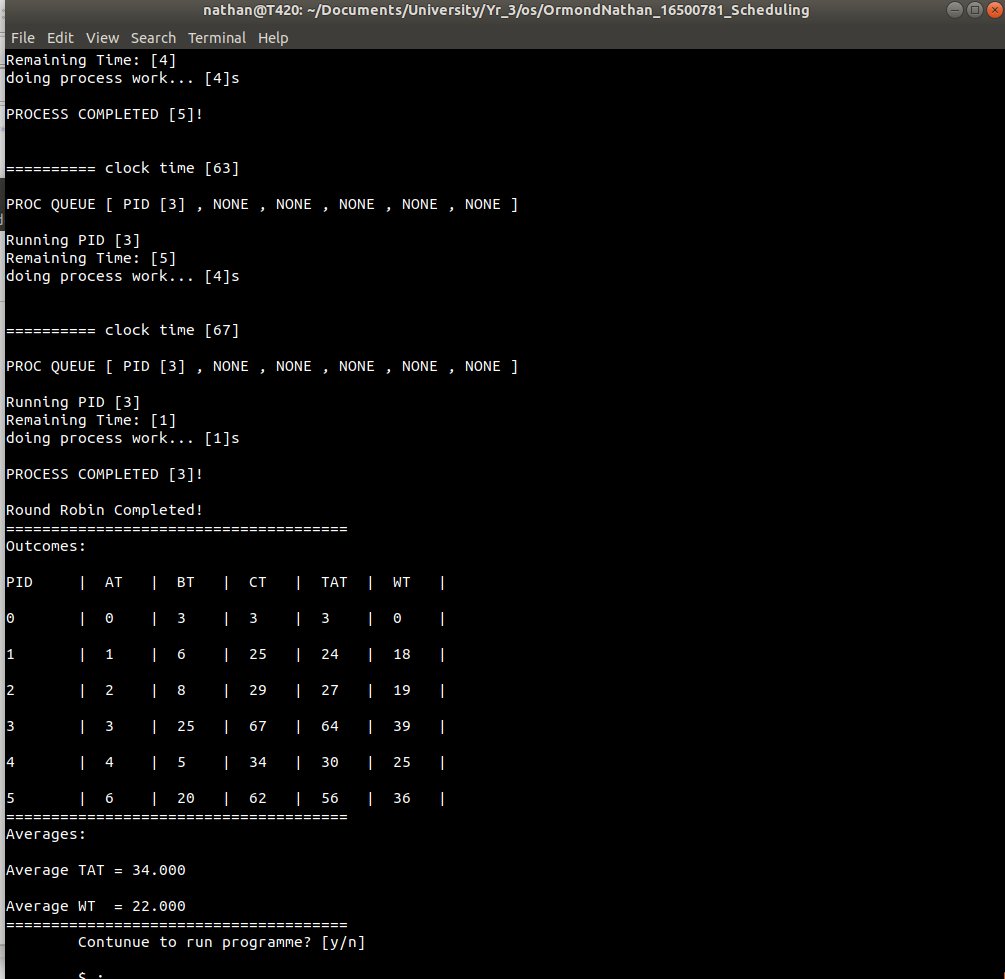 nathan@T420: ~/Documents/University/Yr_3/os/OrmondNathan_16500781_Scheduling
File Edit View Search Terminal Help
Remaining Time: [4]
doing process work... [4]s
PROCESS COMPLETED [5]!
========== clock time [63]
PROC QUEUE [ PID [3] , NONE , NONE , NONE , NONE , NONE ]
Running PID [3]
Remaining Time: [5]
doing process work... [4]s
========== clock time [67]
PROC QUEUE [ PID [3] , NONE , NONE , NONE , NONE , NONE ]
Running PID [3]
Remaining Time: [1]
doing process work... [1]s
PROCESS COMPLETED [3]!
Round Robin Completed!
======================================
Outcomes:
PID     |  AT   |  BT   |  CT   |  TAT  |  WT   |
0       |  0    |  3    |  3    |  3    |  0    |
1       |  1    |  6    |  25   |  24   |  18   |
2       |  2    |  8    |  29   |  27   |  19   |
3       |  3    |  25   |  67   |  64   |  39   |
4       |  4    |  5    |  34   |  30   |  25   |
5       |  6    |  20   |  62   |  56   |  36   |
======================================
Averages:
Average TAT = 34.000
Average WT  = 22.000
======================================
Contunue to run programme? [y/n]
$ :